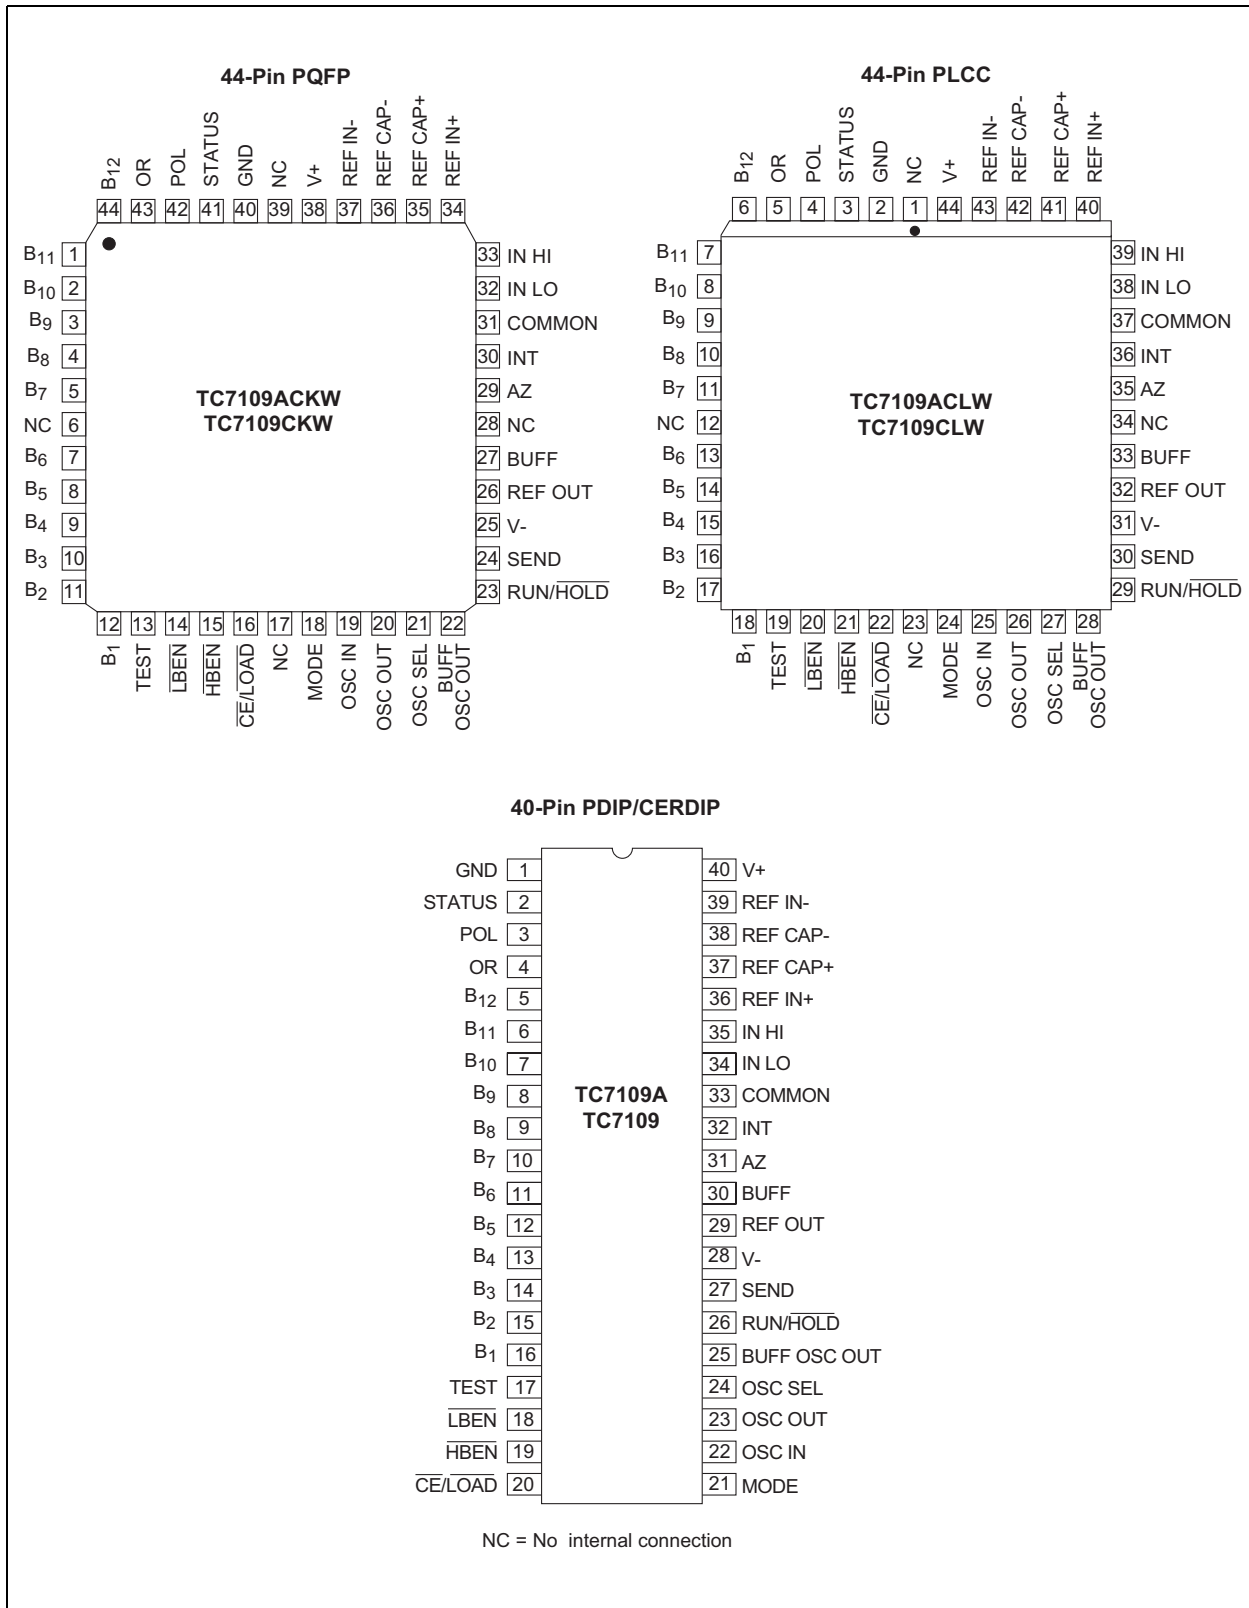 44-Pin PQFP
B12 OR POL STATUS GND NC V+ REF IN- REF CAP- REF CAP+ REF IN+
44 43 42 41 40 39 38 37 36 35 34
B11 1
B10 2
B9 3
B8 4
B7 5
NC 6
B6 7
B5 8
B4 9
B3 10
B2 11
TC7109ACKW
TC7109CKW
33 IN HI
32 IN LO
31 COMMON
30 INT
29 AZ
28 NC
27 BUFF
26 REF OUT
25 V-
24 SEND
23 RUN/HOLD
12 13 14 15 16 17 18 19 20 21 22
B1 TEST LBEN HBEN CE/LOAD NC MODE OSC IN OSC OUT OSC SEL BUFF OSC OUT
44-Pin PLCC
B12 OR POL STATUS GND NC V+ REF IN- REF CAP- REF CAP+ REF IN+
6 5 4 3 2 1 44 43 42 41 40
B11 7
B10 8
B9 9
B8 10
B7 11
NC 12
B6 13
B5 14
B4 15
B3 16
B2 17
TC7109ACLW
TC7109CLW
39 IN HI
38 IN LO
37 COMMON
36 INT
35 AZ
34 NC
33 BUFF
32 REF OUT
31 V-
30 SEND
29 RUN/HOLD
18 19 20 21 22 23 24 25 26 27 28
B1 TEST LBEN HBEN CE/LOAD NC MODE OSC IN OSC OUT OSC SEL BUFF OSC OUT
40-Pin PDIP/CERDIP
GND 1
STATUS 2
POL 3
OR 4
B12 5
B11 6
B10 7
B9 8
B8 9
B7 10
B6 11
B5 12
B4 13
B3 14
B2 15
B1 16
TEST 17
LBEN 18
HBEN 19
CE/LOAD 20
TC7109A
TC7109
40 V+
39 REF IN-
38 REF CAP-
37 REF CAP+
36 REF IN+
35 IN HI
34 IN LO
33 COMMON
32 INT
31 AZ
30 BUFF
29 REF OUT
28 V-
27 SEND
26 RUN/HOLD
25 BUFF OSC OUT
24 OSC SEL
23 OSC OUT
22 OSC IN
21 MODE
NC = No internal connection